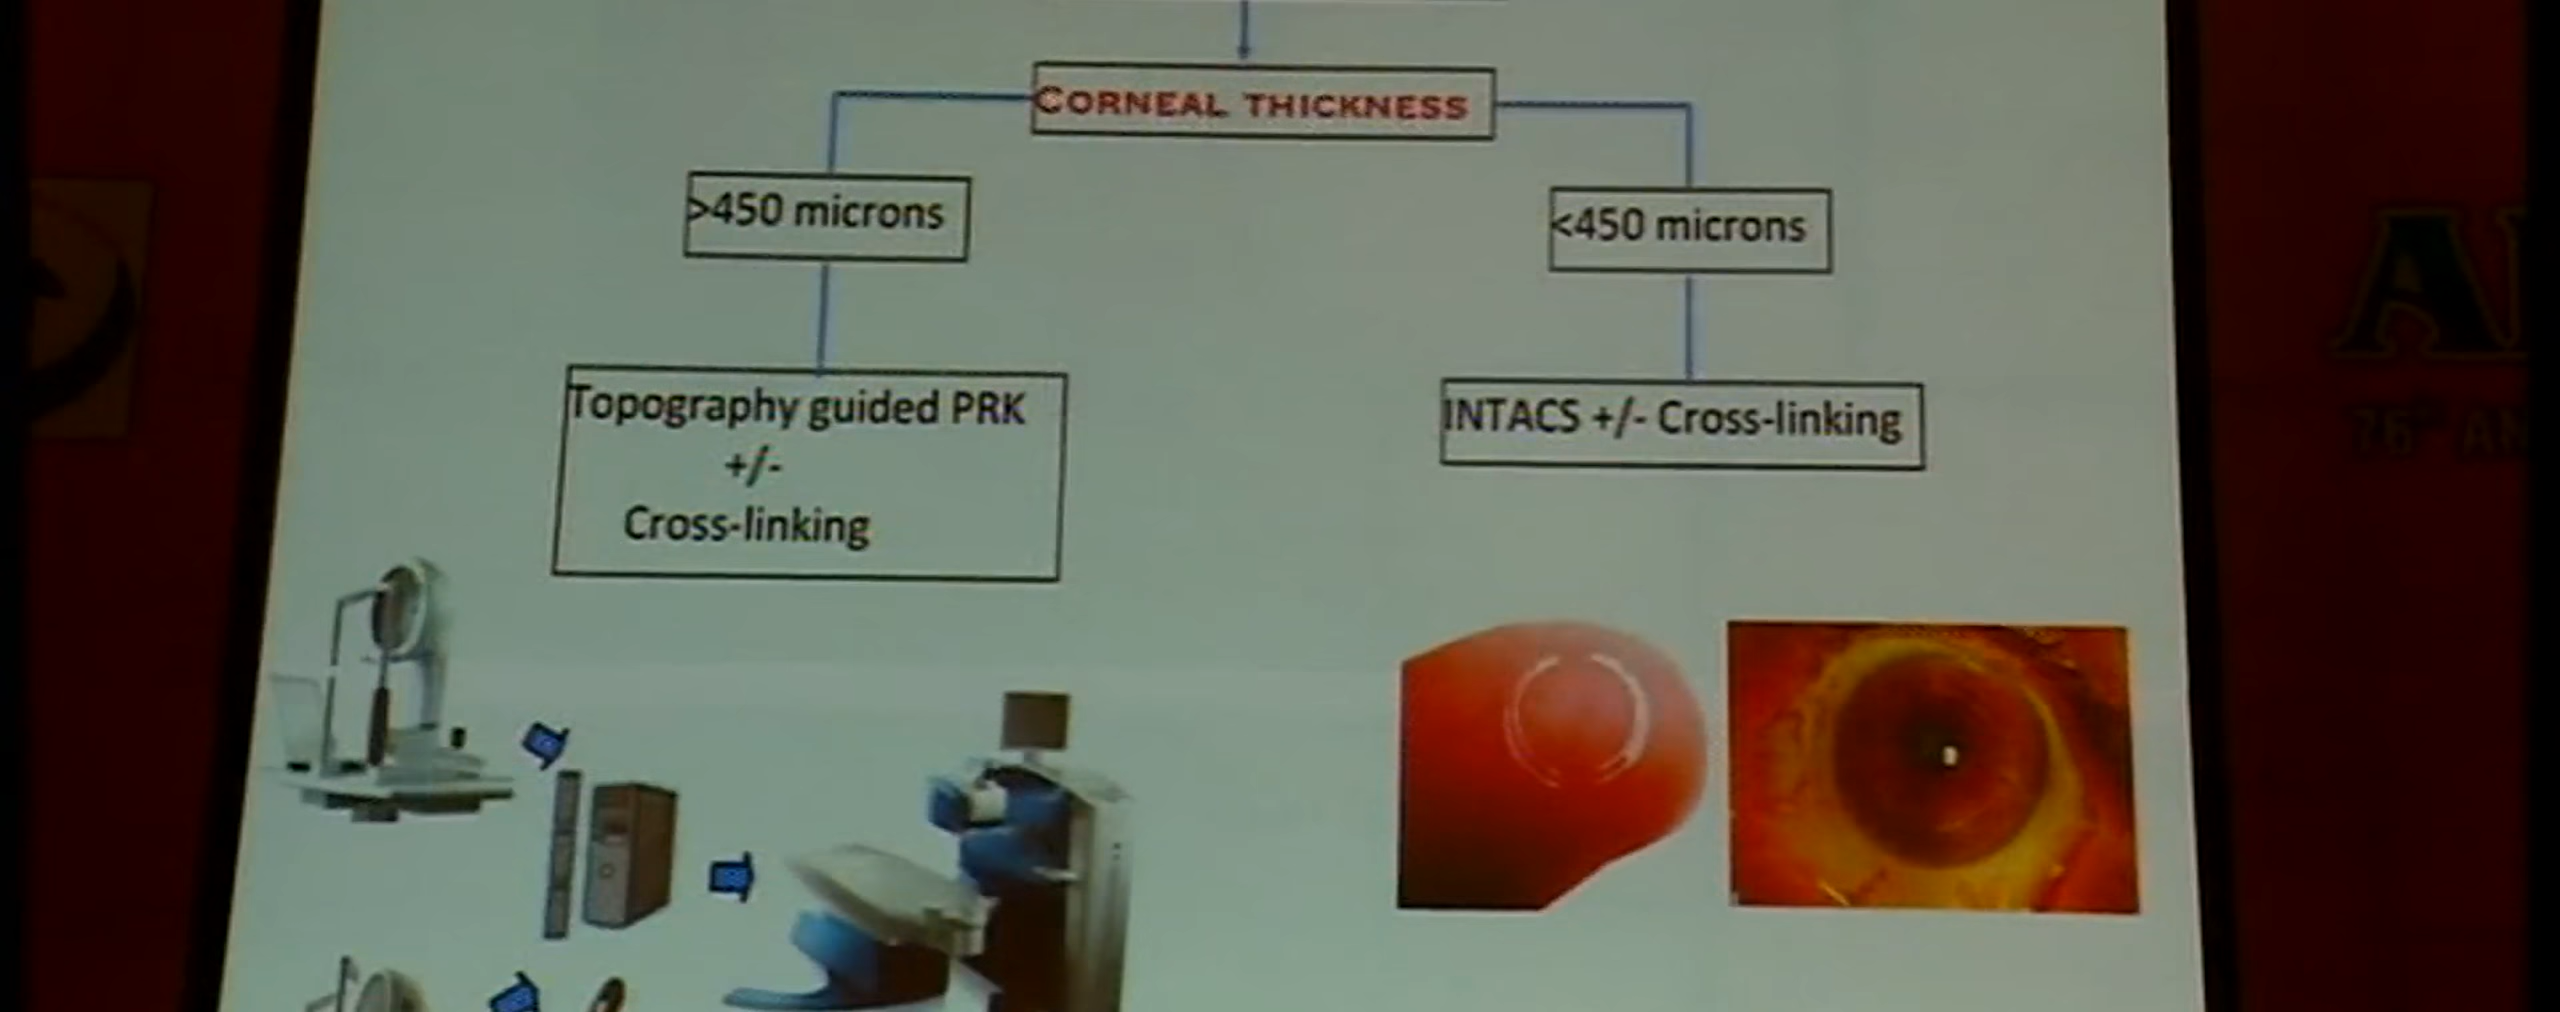 CORNEAL THICKNESS
>450 microns
<450 microns
Topography guided PRK
+/-
Cross-linking
INTACS +/- Cross-linking